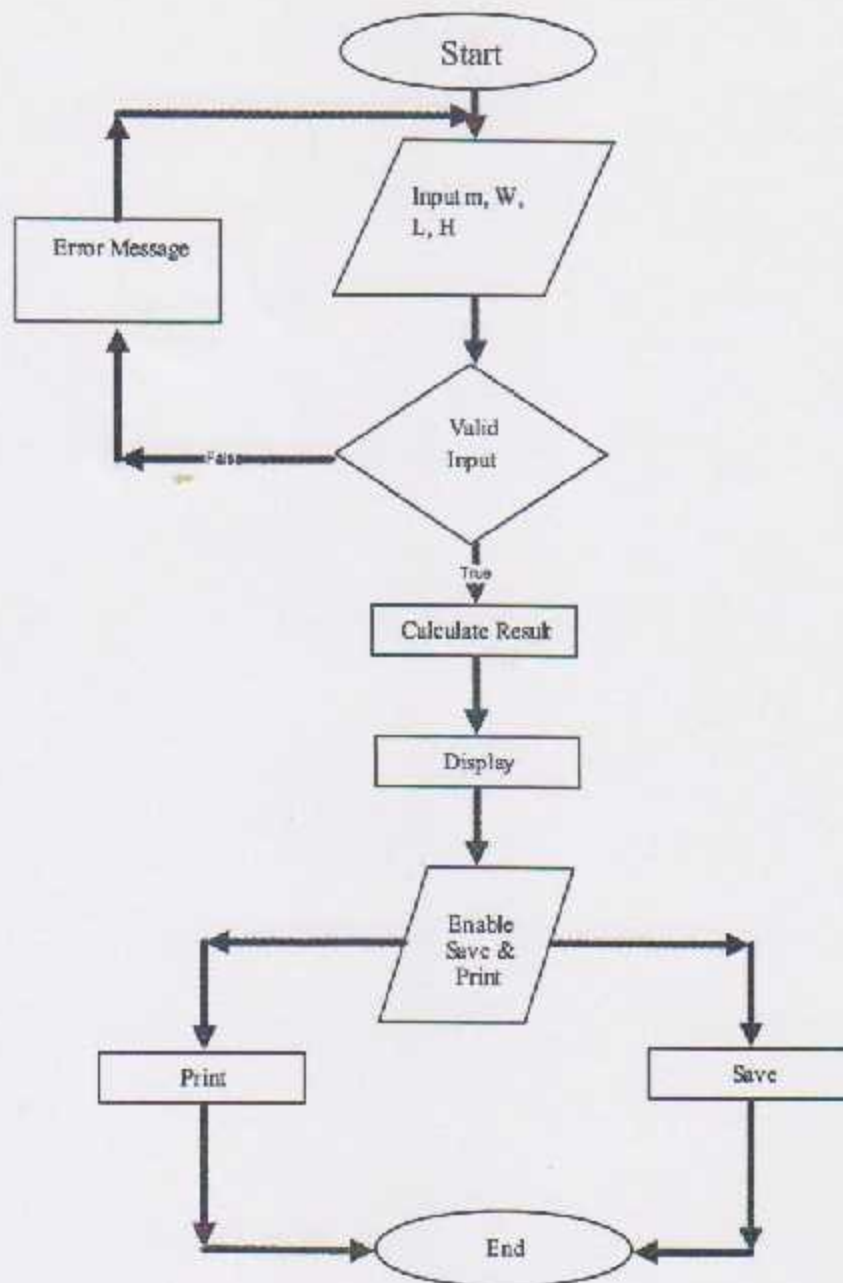 Start
Input m, W,
L, H
Error Message
Valid
Input
False
True
Calculate Result
Display
Enable
Save &
Print
Print
Save
End